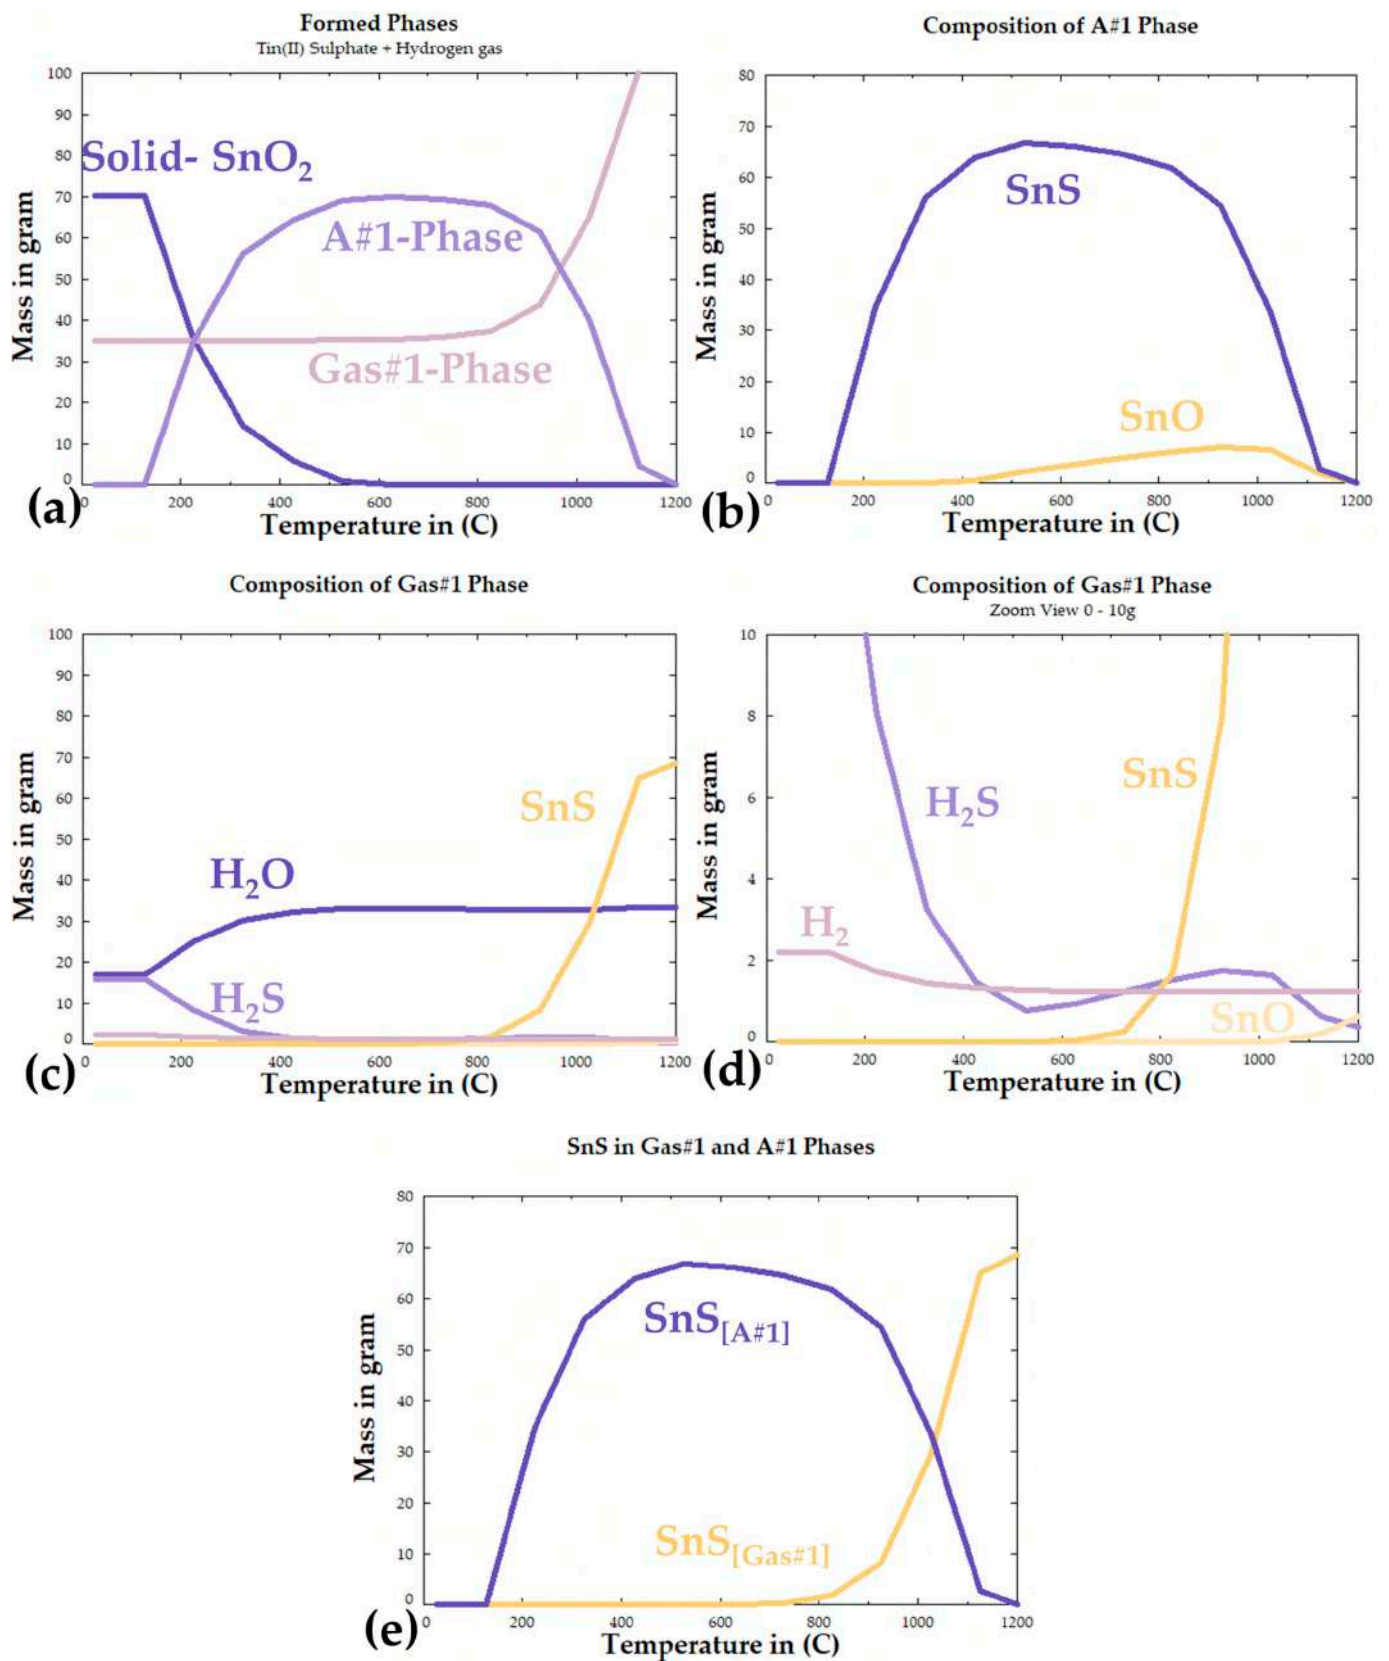 Formed Phases
Tin(II) Sulphate + Hydrogen gas
100
90
80
70
60
50
40
30
20
10
0
Mass in gram
Solid- SnO₂
A#1-Phase
Gas#1-Phase
0 200 400 600 800 1000 1200
Temperature in (C)
(a)
Composition of A#1 Phase
80
70
60
50
40
30
20
10
0
Mass in gram
SnS
SnO
0 200 400 600 800 1000 1200
Temperature in (C)
(b)
Composition of Gas#1 Phase
100
90
80
70
60
50
40
30
20
10
0
Mass in gram
SnS
H₂O
H₂S
0 200 400 600 800 1000 1200
Temperature in (C)
(c)
Composition of Gas#1 Phase
Zoom View 0 - 10g
10
8
6
4
2
0
Mass in gram
SnS
H₂S
H₂
SnO
0 200 400 600 800 1000 1200
Temperature in (C)
(d)
SnS in Gas#1 and A#1 Phases
80
70
60
50
40
30
20
10
0
Mass in gram
SnS[A#1]
SnS[Gas#1]
0 200 400 600 800 1000 1200
Temperature in (C)
(e)